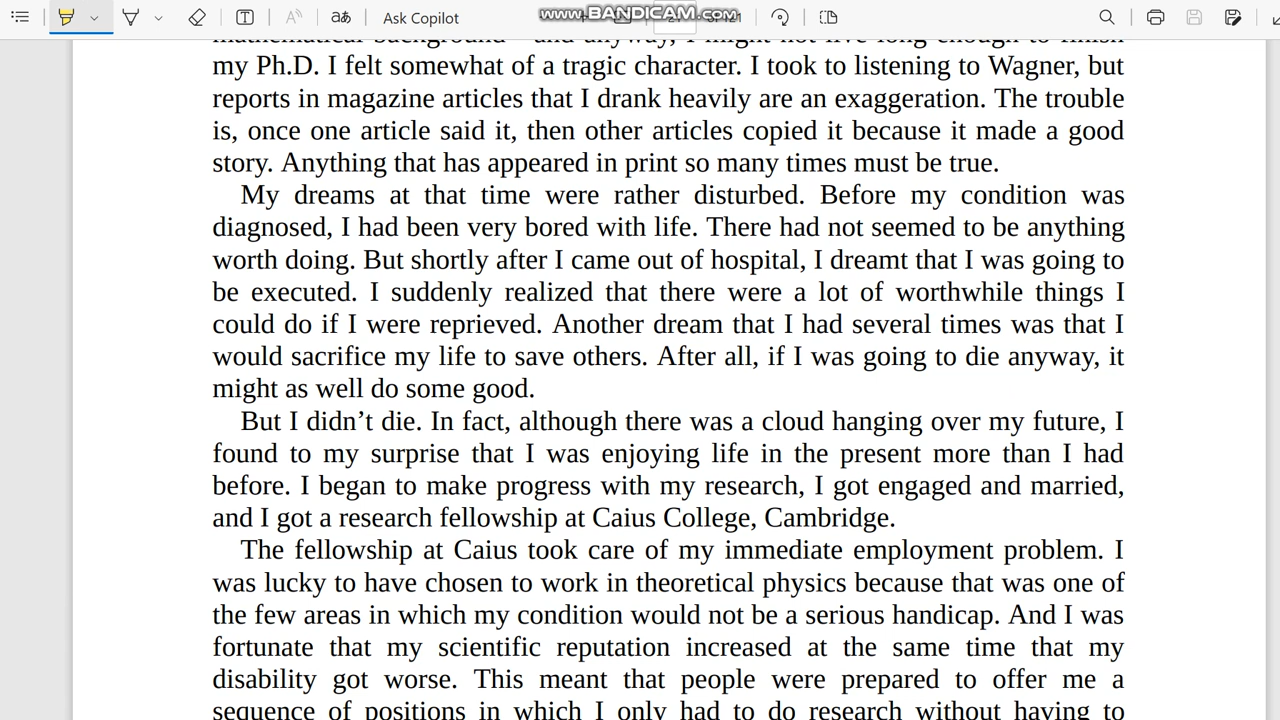 Ask Copilot
www.BANDICAM.com
my Ph.D. I felt somewhat of a tragic character. I took to listening to Wagner, but
reports in magazine articles that I drank heavily are an exaggeration. The trouble
is, once one article said it, then other articles copied it because it made a good
story. Anything that has appeared in print so many times must be true.
My dreams at that time were rather disturbed. Before my condition was
diagnosed, I had been very bored with life. There had not seemed to be anything
worth doing. But shortly after I came out of hospital, I dreamt that I was going to
be executed. I suddenly realized that there were a lot of worthwhile things I
could do if I were reprieved. Another dream that I had several times was that I
would sacrifice my life to save others. After all, if I was going to die anyway, it
might as well do some good.
But I didn’t die. In fact, although there was a cloud hanging over my future, I
found to my surprise that I was enjoying life in the present more than I had
before. I began to make progress with my research, I got engaged and married,
and I got a research fellowship at Caius College, Cambridge.
The fellowship at Caius took care of my immediate employment problem. I
was lucky to have chosen to work in theoretical physics because that was one of
the few areas in which my condition would not be a serious handicap. And I was
fortunate that my scientific reputation increased at the same time that my
disability got worse. This meant that people were prepared to offer me a
sequence of positions in which I only had to do research without having to